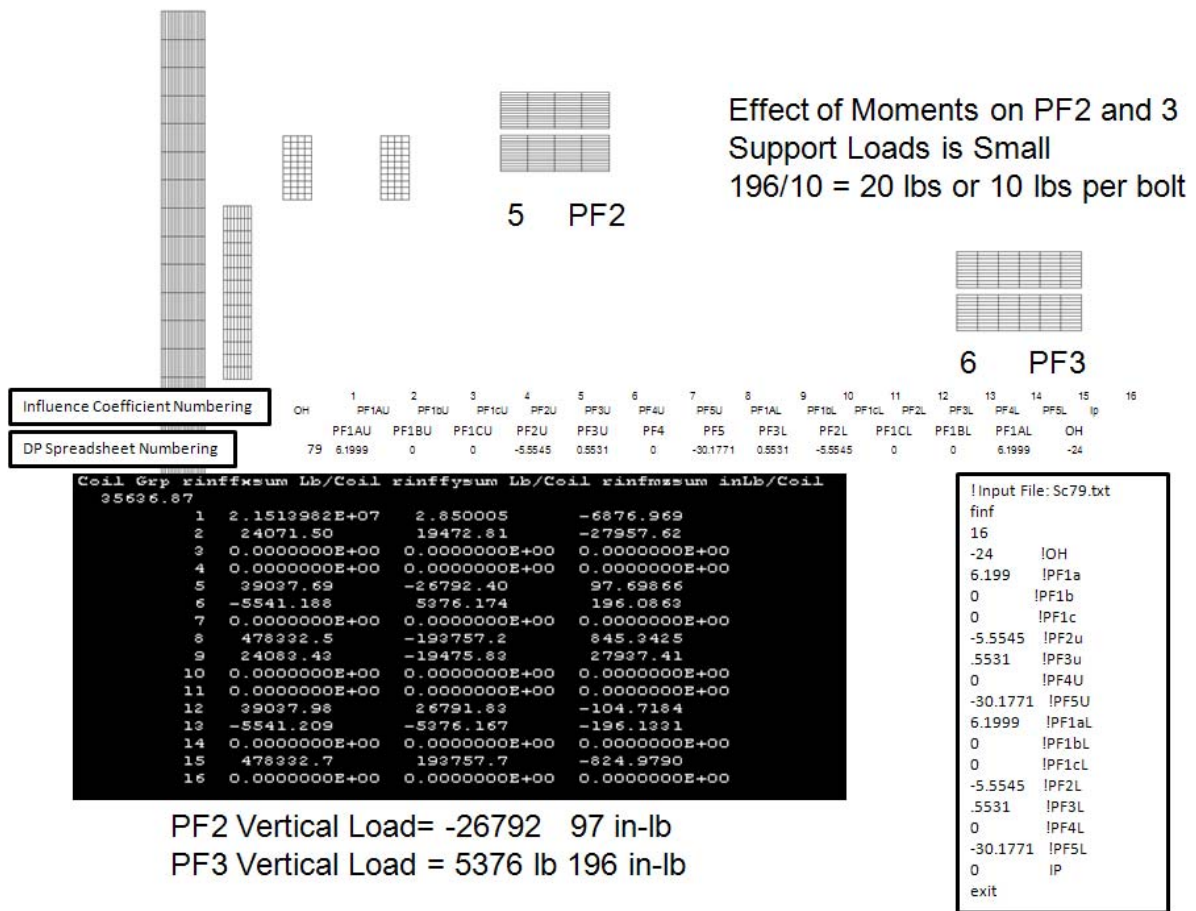 Effect of Moments on PF2 and 3
Support Loads is Small
196/10 = 20 lbs or 10 lbs per bolt
5 PF2
6 PF3
Influence Coefficient Numbering
1 2 3 4 5 6 7 8 9 10 11 12 13 14 15 16
OH PF1AU PF1bU PF1cU PF2U PF3U PF4U PF5U PF1AL PF1bL PF1cL PF2L PF3L PF4L PF5L Ip
PF1AU PF1BU PF1CU PF2U PF3U PF4 PF5 PF3L PF2L PF1CL PF1BL PF1AL OH
DP Spreadsheet Numbering
79 6.1999 0 0 -5.5545 0.5531 0 -30.1771 0.5531 -5.5545 0 0 6.1999 -24
Coil Grp rinffxsum Lb/Coil rinffysum Lb/Coil rinfmzsum inLb/Coil
35636.87
1 2.1513982E+07 2.850005 -6876.969
2 24071.50 19472.81 -27957.62
3 0.0000000E+00 0.0000000E+00 0.0000000E+00
4 0.0000000E+00 0.0000000E+00 0.0000000E+00
5 39037.69 -26792.40 97.69866
6 -5541.188 5376.174 196.0863
7 0.0000000E+00 0.0000000E+00 0.0000000E+00
8 478332.5 -193757.2 845.3425
9 24083.43 -19475.83 27937.41
10 0.0000000E+00 0.0000000E+00 0.0000000E+00
11 0.0000000E+00 0.0000000E+00 0.0000000E+00
12 39037.98 26791.83 -104.7184
13 -5541.209 -5376.167 -196.1331
14 0.0000000E+00 0.0000000E+00 0.0000000E+00
15 478332.7 193757.7 -824.9790
16 0.0000000E+00 0.0000000E+00 0.0000000E+00
! Input File: Sc79.txt
finf
16
-24 !OH
6.199 !PF1a
0 !PF1b
0 !PF1c
-5.5545 !PF2u
.5531 !PF3u
0 !PF4U
-30.1771 !PF5U
6.1999 !PF1aL
0 !PF1bL
0 !PF1cL
-5.5545 !PF2L
.5531 !PF3L
0 !PF4L
-30.1771 !PF5L
0 IP
exit
PF2 Vertical Load= -26792 97 in-lb
PF3 Vertical Load = 5376 lb 196 in-lb